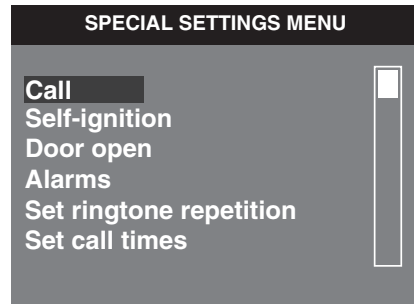 SPECIAL SETTINGS MENU
Call
Self-ignition
Door open
Alarms
Set ringtone repetition
Set call times